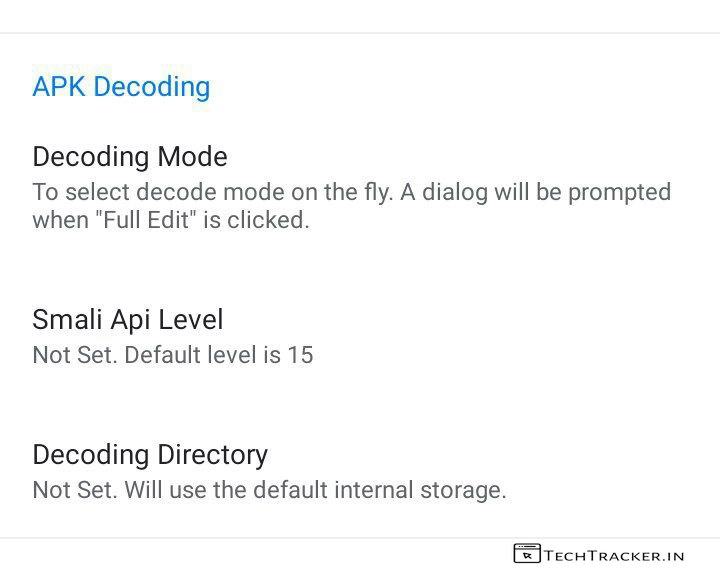 APK Decoding
Decoding Mode
To select decode mode on the fly. A dialog will be prompted
when "Full Edit" is clicked.
Smali Api Level
Not Set. Default level is 15
Decoding Directory
Not Set. Will use the default internal storage.
TECHTRACKER.IN